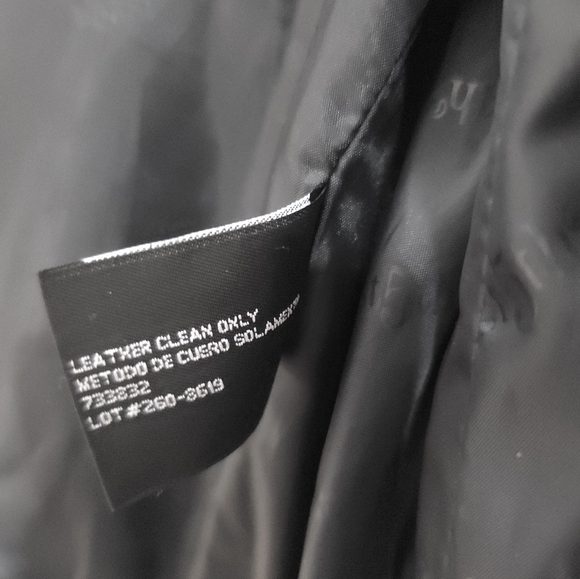 LEATHER CLEAN ONLY
METODO DE CUERO SOLAMENTE
733832
LOT#260-8619